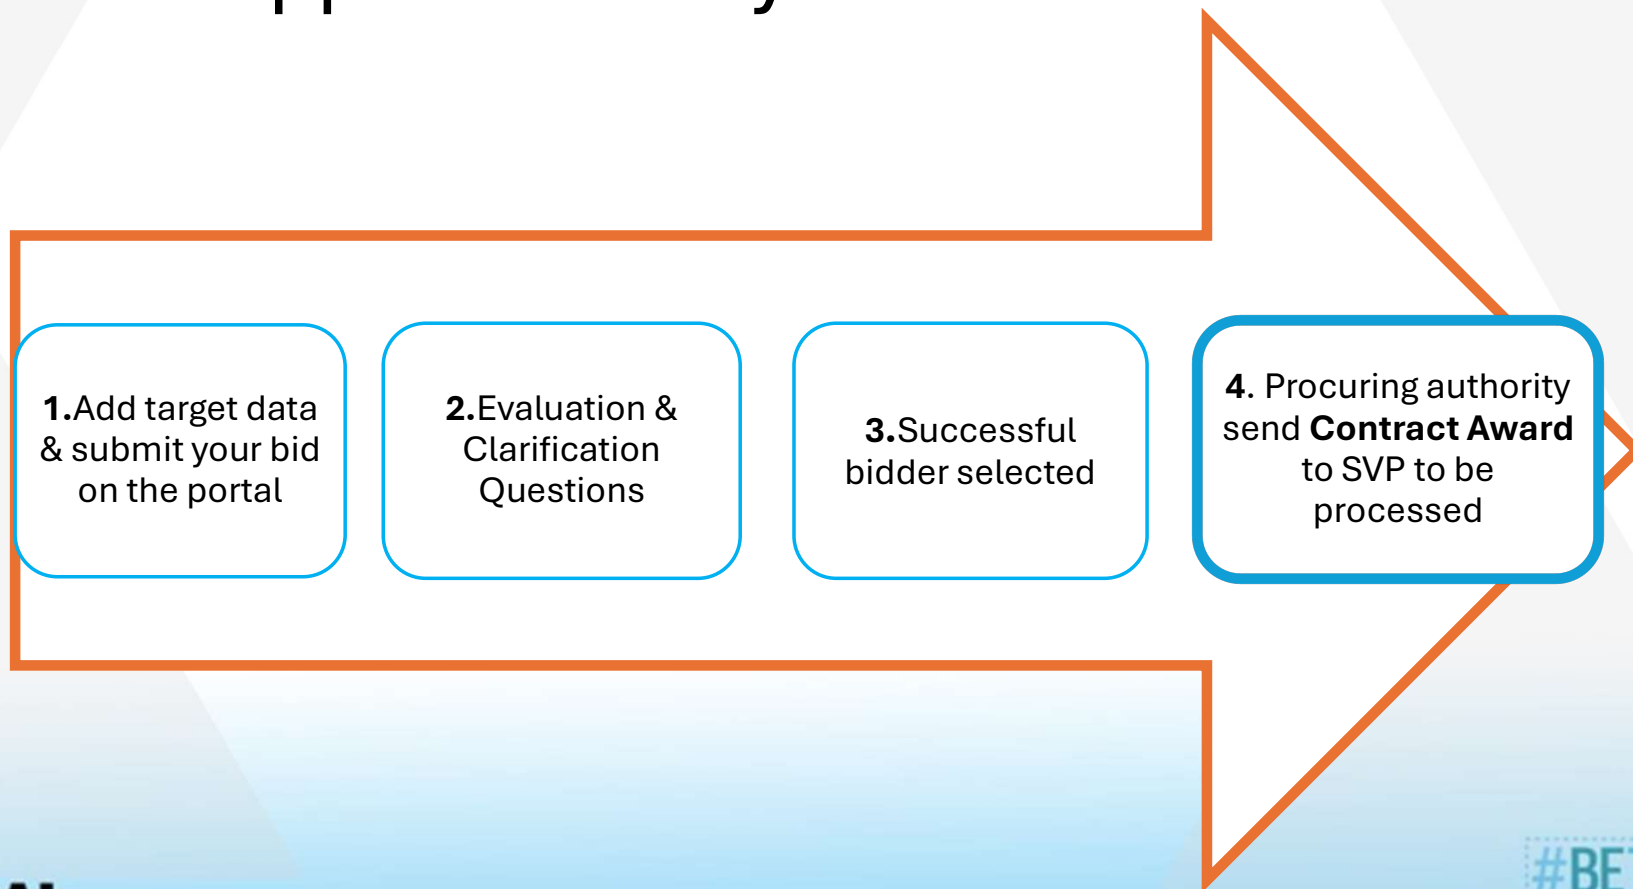 1.Add target data
& submit your bid
on the portal
2.Evaluation &
Clarification
Questions
3.Successful
bidder selected
4. Procuring authority
send Contract Award
to SVP to be
processed
#BE